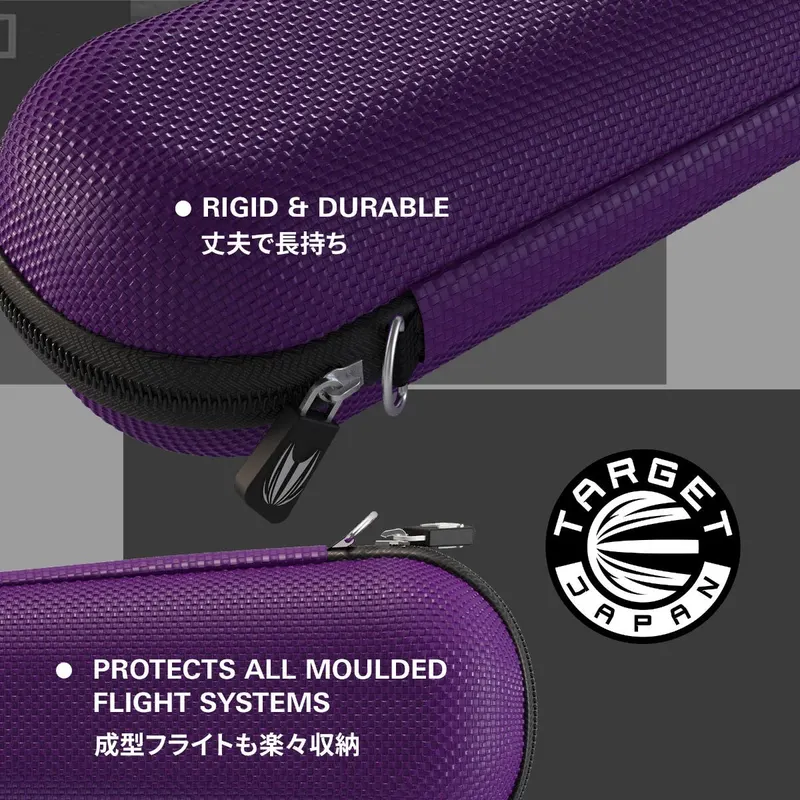 ● RIGID & DURABLE
丈夫で長持ち
TARGET
JAPAN
● PROTECTS ALL MOULDED
FLIGHT SYSTEMS
成型フライトも楽々収納